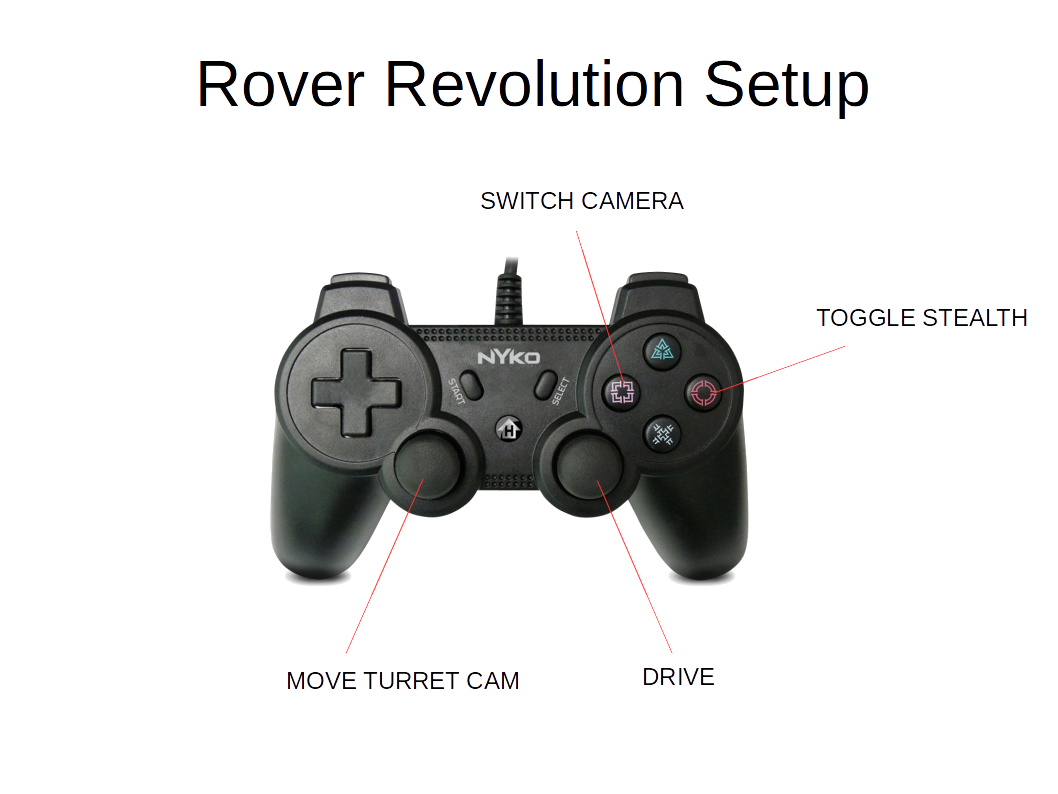 Rover Revolution Setup
SWITCH CAMERA
TOGGLE STEALTH
NYKO
START
SELECT
H
MOVE TURRET CAM
DRIVE